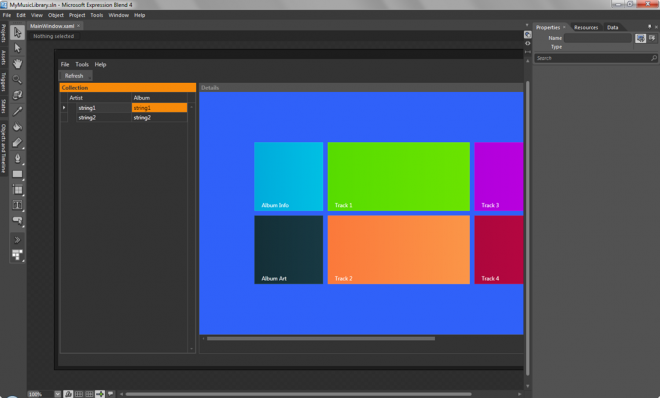 MyMusicLibrary.sln - Microsoft Expression Blend 4
File Edit View Object Project Tools Window Help
MainWindow.xaml ×
Nothing selected
Projects
Assets
Triggers
States
Objects and Timeline
File Tools Help
Refresh
Collection
Artist Album
string1 string1
string2 string2
Details
Album Info
Track 1
Track 3
Album Art
Track 2
Track 4
100%
Properties × Resources Data
Name
Type
Search